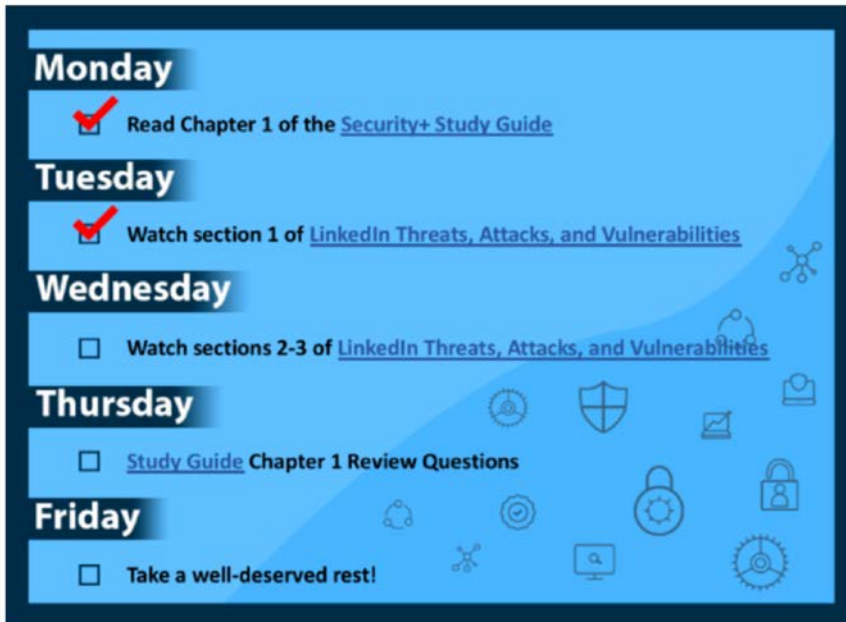 Monday
Read Chapter 1 of the Security+ Study Guide
Tuesday
Watch section 1 of LinkedIn Threats, Attacks, and Vulnerabilities
Wednesday
Watch sections 2-3 of LinkedIn Threats, Attacks, and Vulnerabilities
Thursday
Study Guide Chapter 1 Review Questions
Friday
Take a well-deserved rest!